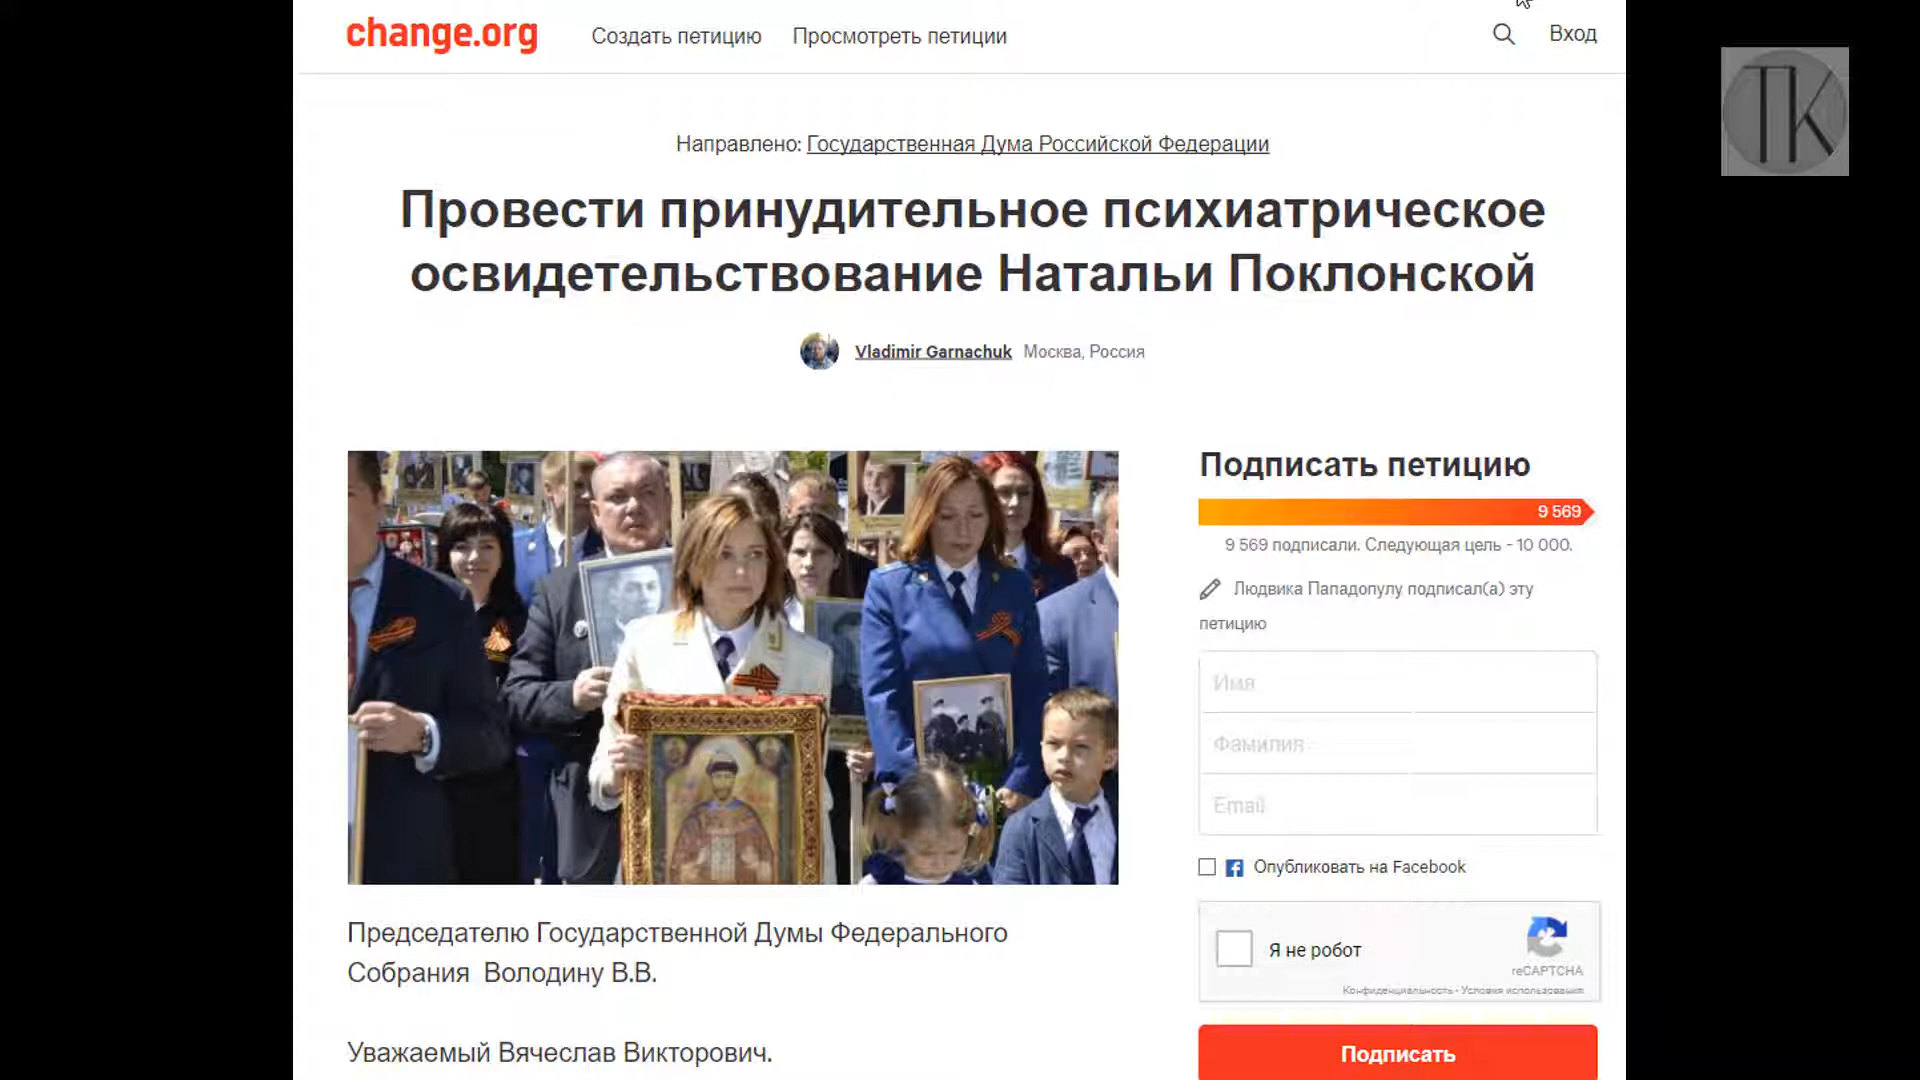 change.org
Создать петицию
Просмотреть петиции
Вход
TK
Направлено: Государственная Дума Российской Федерации
Провести принудительное психиатрическое
освидетельствование Натальи Поклонской
Vladimir Garnachuk Москва, Россия
Подписать петицию
9 569
9 569 подписали. Следующая цель - 10 000.
Людвика Пападопулу подписал(а) эту
петицию
Имя
Фамилия
Email
Опубликовать на Facebook
Я не робот
reCAPTCHA
Конфиденциальность - Условия использования
Подписать
Председателю Государственной Думы Федерального
Собрания Володину В.В.
Уважаемый Вячеслав Викторович.